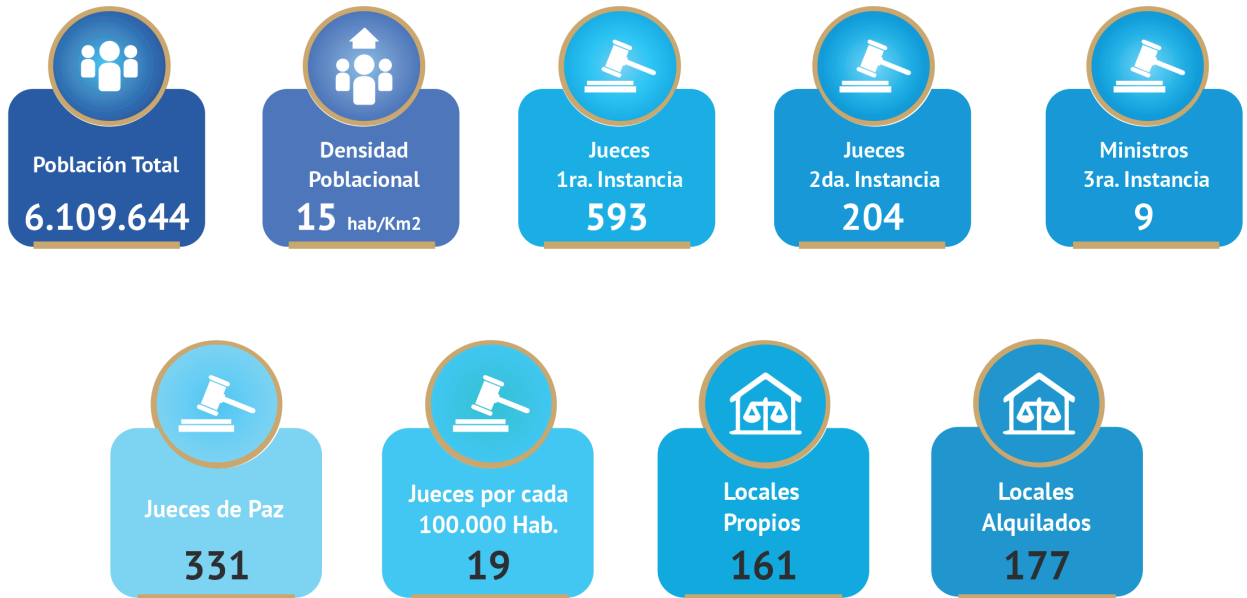 Población Total
6.109.644
Densidad
Poblacional
15 hab/Km2
Jueces
1ra. Instancia
593
Jueces
2da. Instancia
204
Ministros
3ra. Instancia
9
Jueces de Paz
331
Jueces por cada
100.000 Hab.
19
Locales
Propios
161
Locales
Alquilados
177